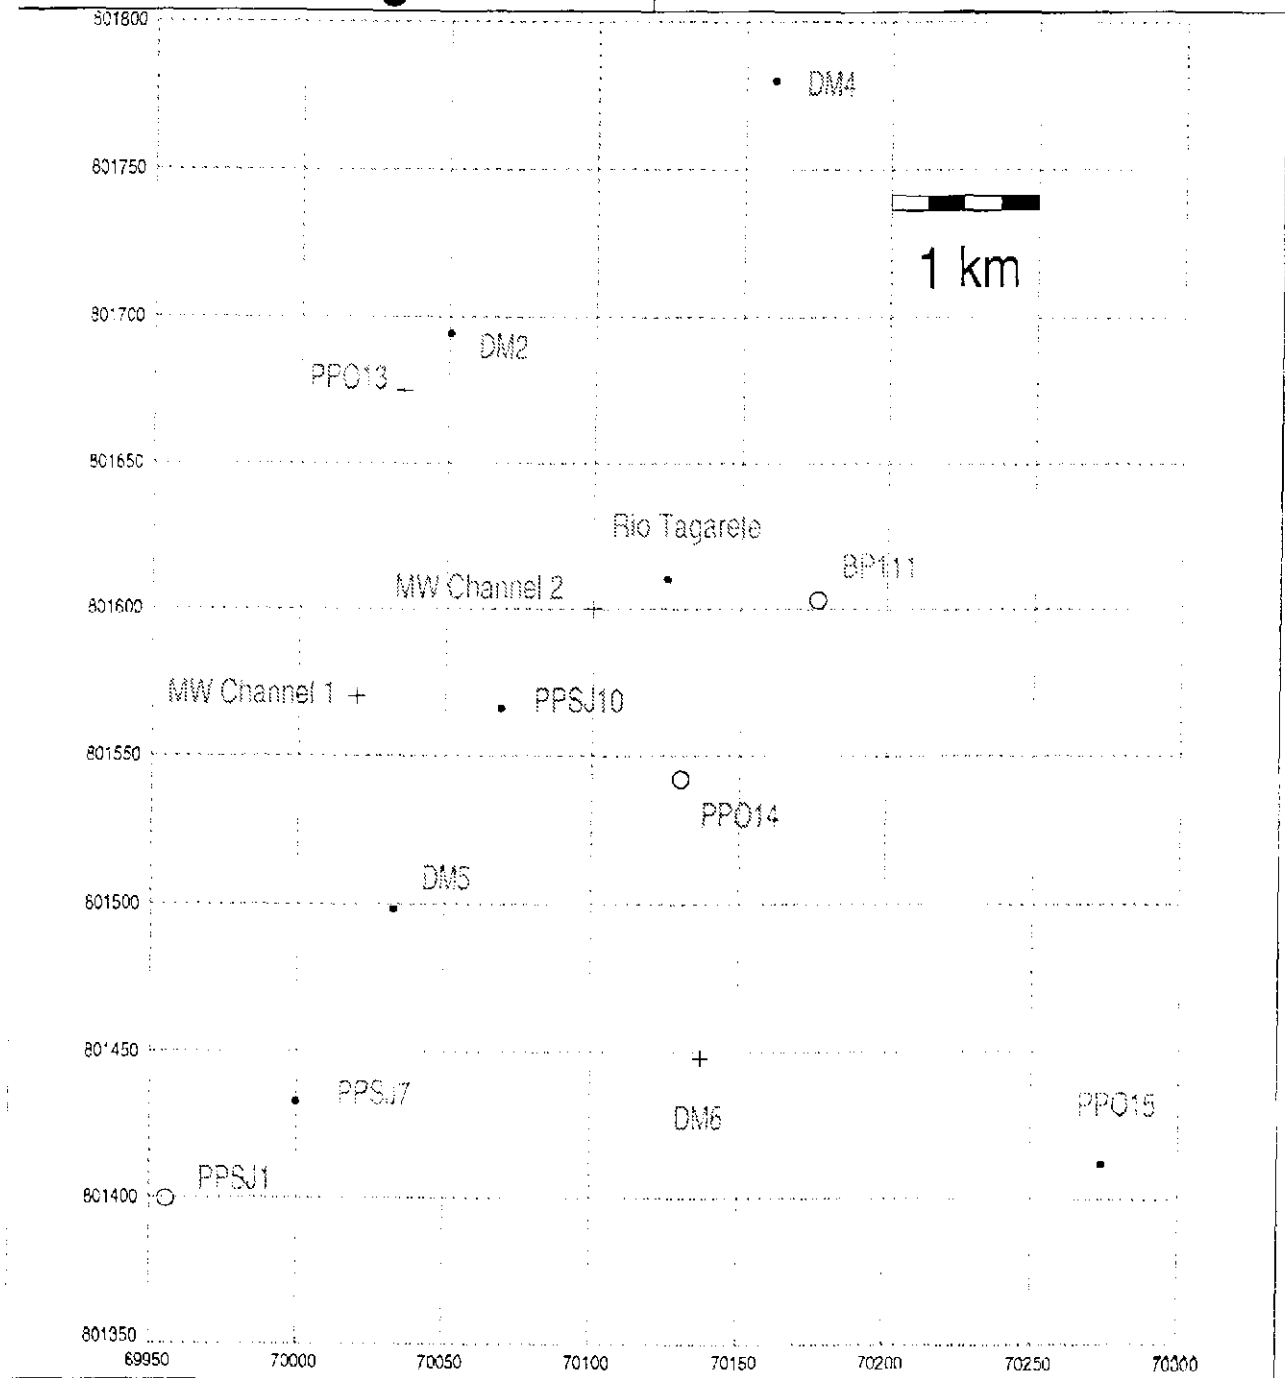 801800
DM4
801750
1 km
801700
DM2
PPO13
801650
Rio Tagarete
BP111
MW Channel 2
801600
MW Channel 1
PPSJ10
801550
PPO14
DM5
801500
801450
PPSJ7
DM6
PPO15
PPSJ1
801400
801350
69950 70000 70050 70100 70150 70200 70250 70300